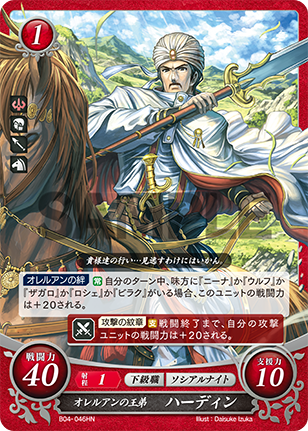 1
SAMPLE
貴様達の行い…見逃すわけにはいかん。
オレルアンの絆 常 自分のターン中、味方に『ニーナ』か『ウルフ』か
『ザガロ』か『ロシェ』か『ビラク』がいる場合、このユニットの戦闘力
は＋20される。
攻撃の紋章 支 戦闘終了まで、自分の攻撃
ユニットの戦闘力は＋20される。
戦闘力
40
射程 1 下級職 ソシアルナイト
支援力
10
オレルアンの王弟 ハーディン
B04-046HN
Illust：Daisuke Izuka